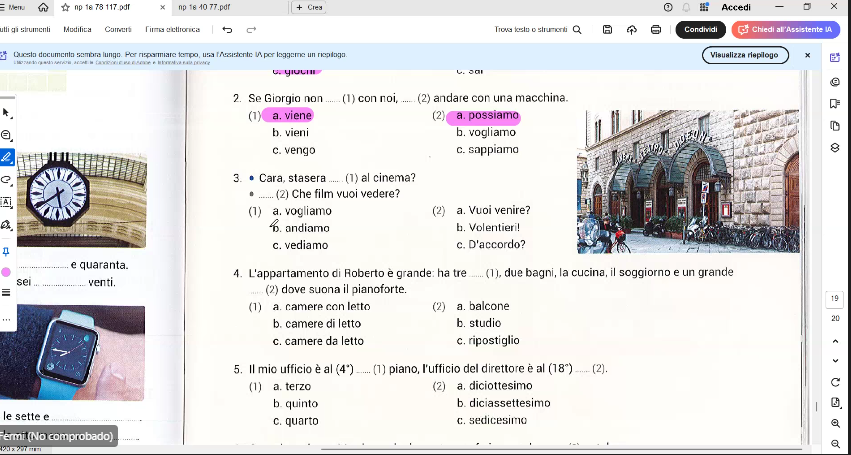 Menu
☆ np 1a 78 117.pdf ×
np 1a 40 77.pdf
+ Crea
Accedi
utti gli strumenti Modifica Converti Firma elettronica
Trova testo o strumenti
Condividi
Chiedi all'Assistente IA
Questo documento sembra lungo. Per risparmiare tempo, usa l'Assistente IA per leggerne un riepilogo.
Visualizza riepilogo
2. Se Giorgio non ...... (1) con noi, ...... (2) andare con una macchina.
(1) a. viene (2) a. possiamo
b. vieni b. vogliamo
c. vengo c. sappiamo
3. • Cara, stasera ...... (1) al cinema?
• ...... (2) Che film vuoi vedere?
(1) a. vogliamo (2) a. Vuoi venire?
b. andiamo b. Volentieri!
c. vediamo c. D'accordo?
4. L'appartamento di Roberto è grande: ha tre ...... (1), due bagni, la cucina, il soggiorno e un grande
...... (2) dove suona il pianoforte.
(1) a. camere con letto (2) a. balcone
b. camere di letto b. studio
c. camere da letto c. ripostiglio
5. Il mio ufficio è al (4°) ...... (1) piano, l'ufficio del direttore è al (18°) ...... (2).
(1) a. terzo (2) a. diciottesimo
b. quinto b. diciassettesimo
c. quarto c. sedicesimo
e quaranta.
sei ............... venti.
le sette e
Fermi (No comprobado)
420 x 297 mm
19
20